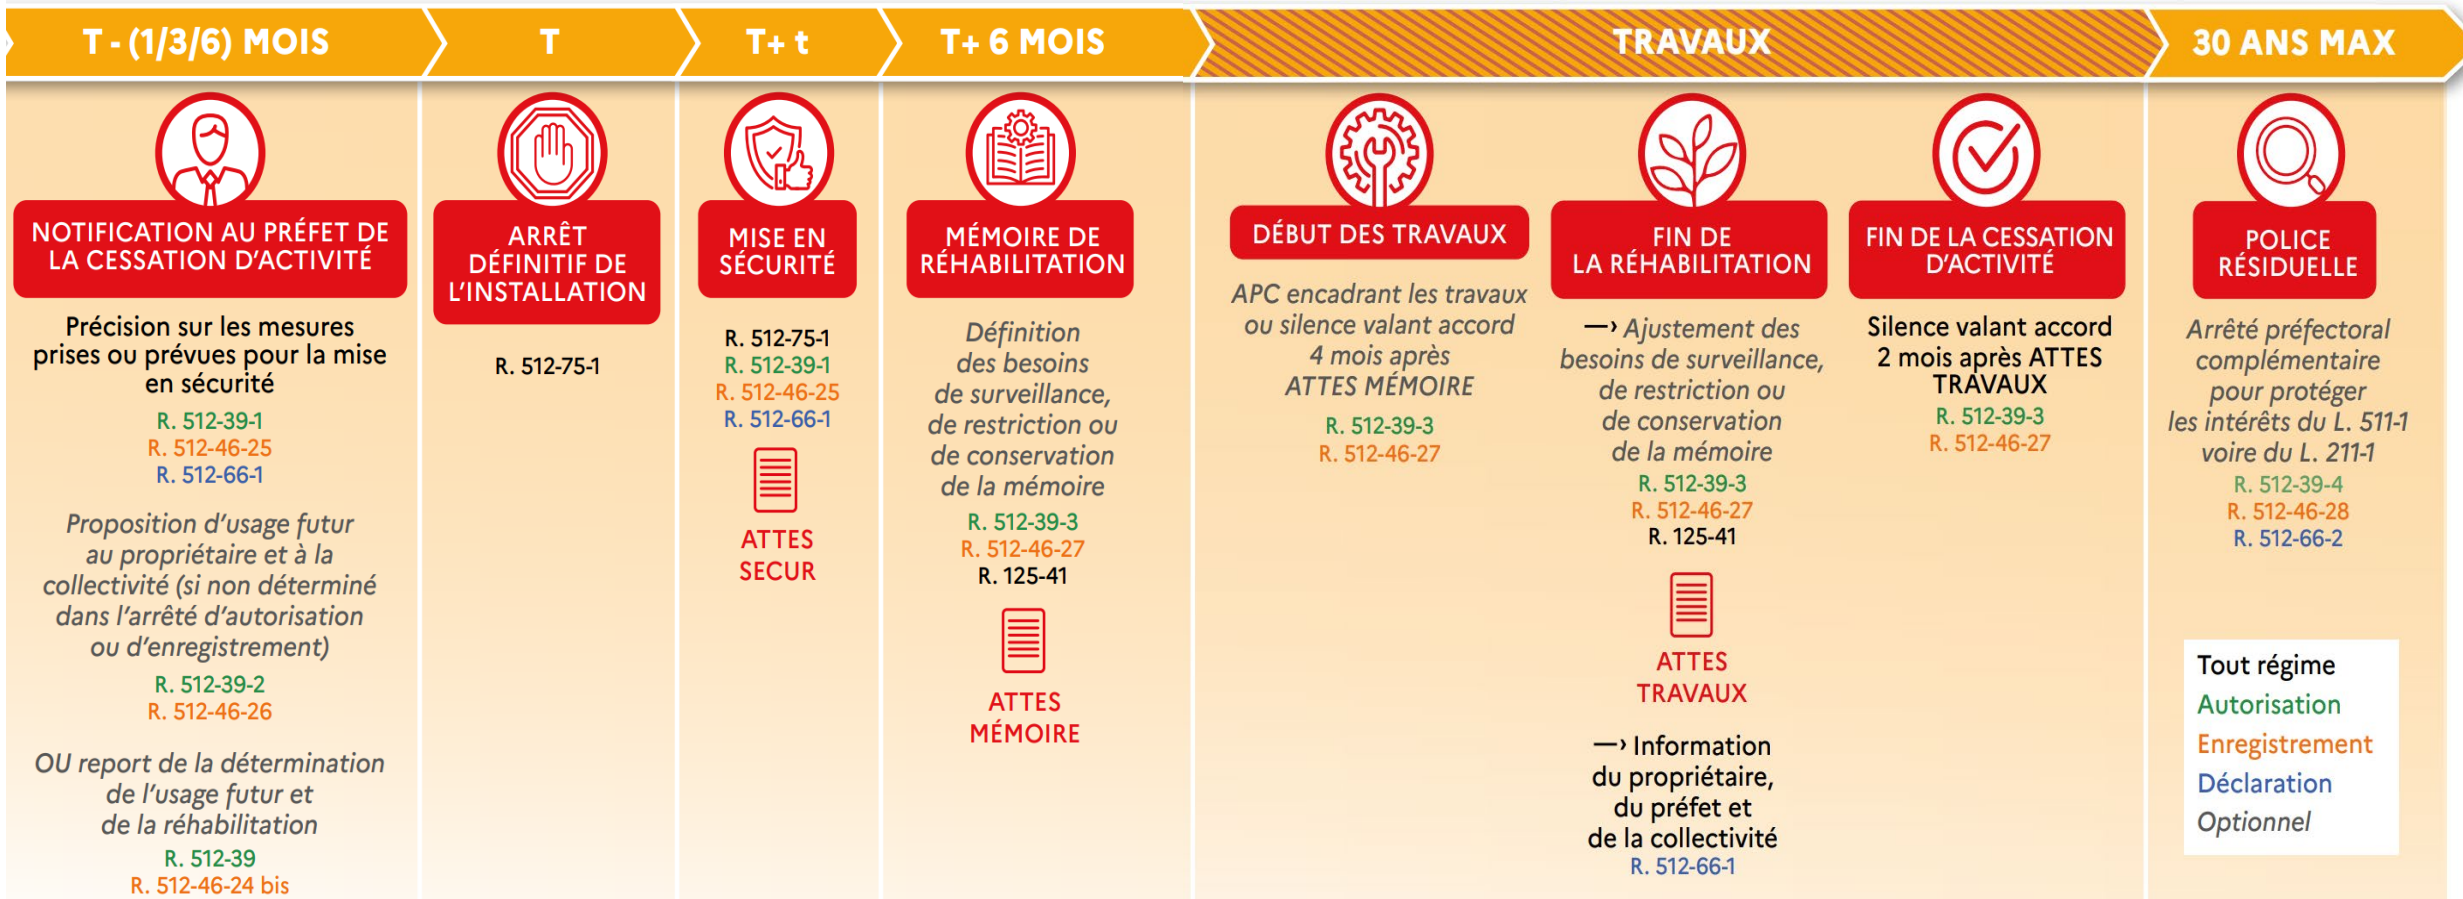 T - (1/3/6) MOIS
T
T+ t
T+ 6 MOIS
TRAVAUX
30 ANS MAX
NOTIFICATION AU PRÉFET DE
LA CESSATION D'ACTIVITÉ
Précision sur les mesures
prises ou prévues pour la mise
en sécurité
R. 512-39-1
R. 512-46-25
R. 512-66-1
Proposition d'usage futur
au propriétaire et à la
collectivité (si non déterminé
dans l'arrêté d'autorisation
ou d'enregistrement)
R. 512-39-2
R. 512-46-26
OU report de la détermination
de l'usage futur et
de la réhabilitation
R. 512-39
R. 512-46-24 bis
ARRÊT
DÉFINITIF DE
L'INSTALLATION
R. 512-75-1
MISE EN
SÉCURITÉ
R. 512-75-1
R. 512-39-1
R. 512-46-25
R. 512-66-1
ATTES
SECUR
MÉMOIRE DE
RÉHABILITATION
Définition
des besoins
de surveillance,
de restriction ou
de conservation
de la mémoire
R. 512-39-3
R. 512-46-27
R. 125-41
ATTES
MÉMOIRE
DÉBUT DES TRAVAUX
APC encadrant les travaux
ou silence valant accord
4 mois après
ATTES MÉMOIRE
R. 512-39-3
R. 512-46-27
FIN DE
LA RÉHABILITATION
—› Ajustement des
besoins de surveillance,
de restriction ou
de conservation
de la mémoire
R. 512-39-3
R. 512-46-27
R. 125-41
ATTES
TRAVAUX
—› Information
du propriétaire,
du préfet et
de la collectivité
R. 512-66-1
FIN DE LA CESSATION
D'ACTIVITÉ
Silence valant accord
2 mois après ATTES
TRAVAUX
R. 512-39-3
R. 512-46-27
POLICE
RÉSIDUELLE
Arrêté préfectoral
complémentaire
pour protéger
les intérêts du L. 511-1
voire du L. 211-1
R. 512-39-4
R. 512-46-28
R. 512-66-2
Tout régime
Autorisation
Enregistrement
Déclaration
Optionnel